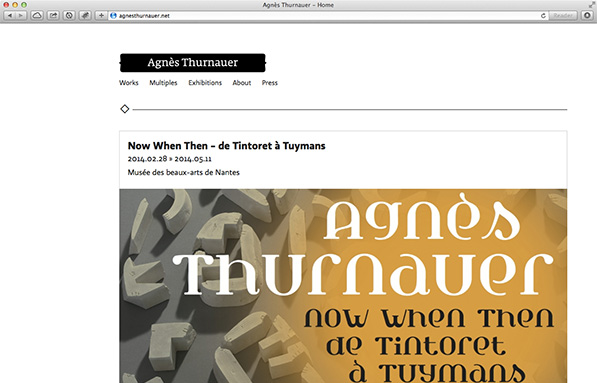 Agnès Thurnauer – Home
agnesthurnauer.net
Reader
Agnès Thurnauer
Works Multiples Exhibitions About Press
Now When Then – de Tintoret à Tuymans
2014.02.28 » 2014.05.11
Musée des beaux-arts de Nantes
Agnès
Thurnauer
Now When Then
de Tintoret
à Tuymans